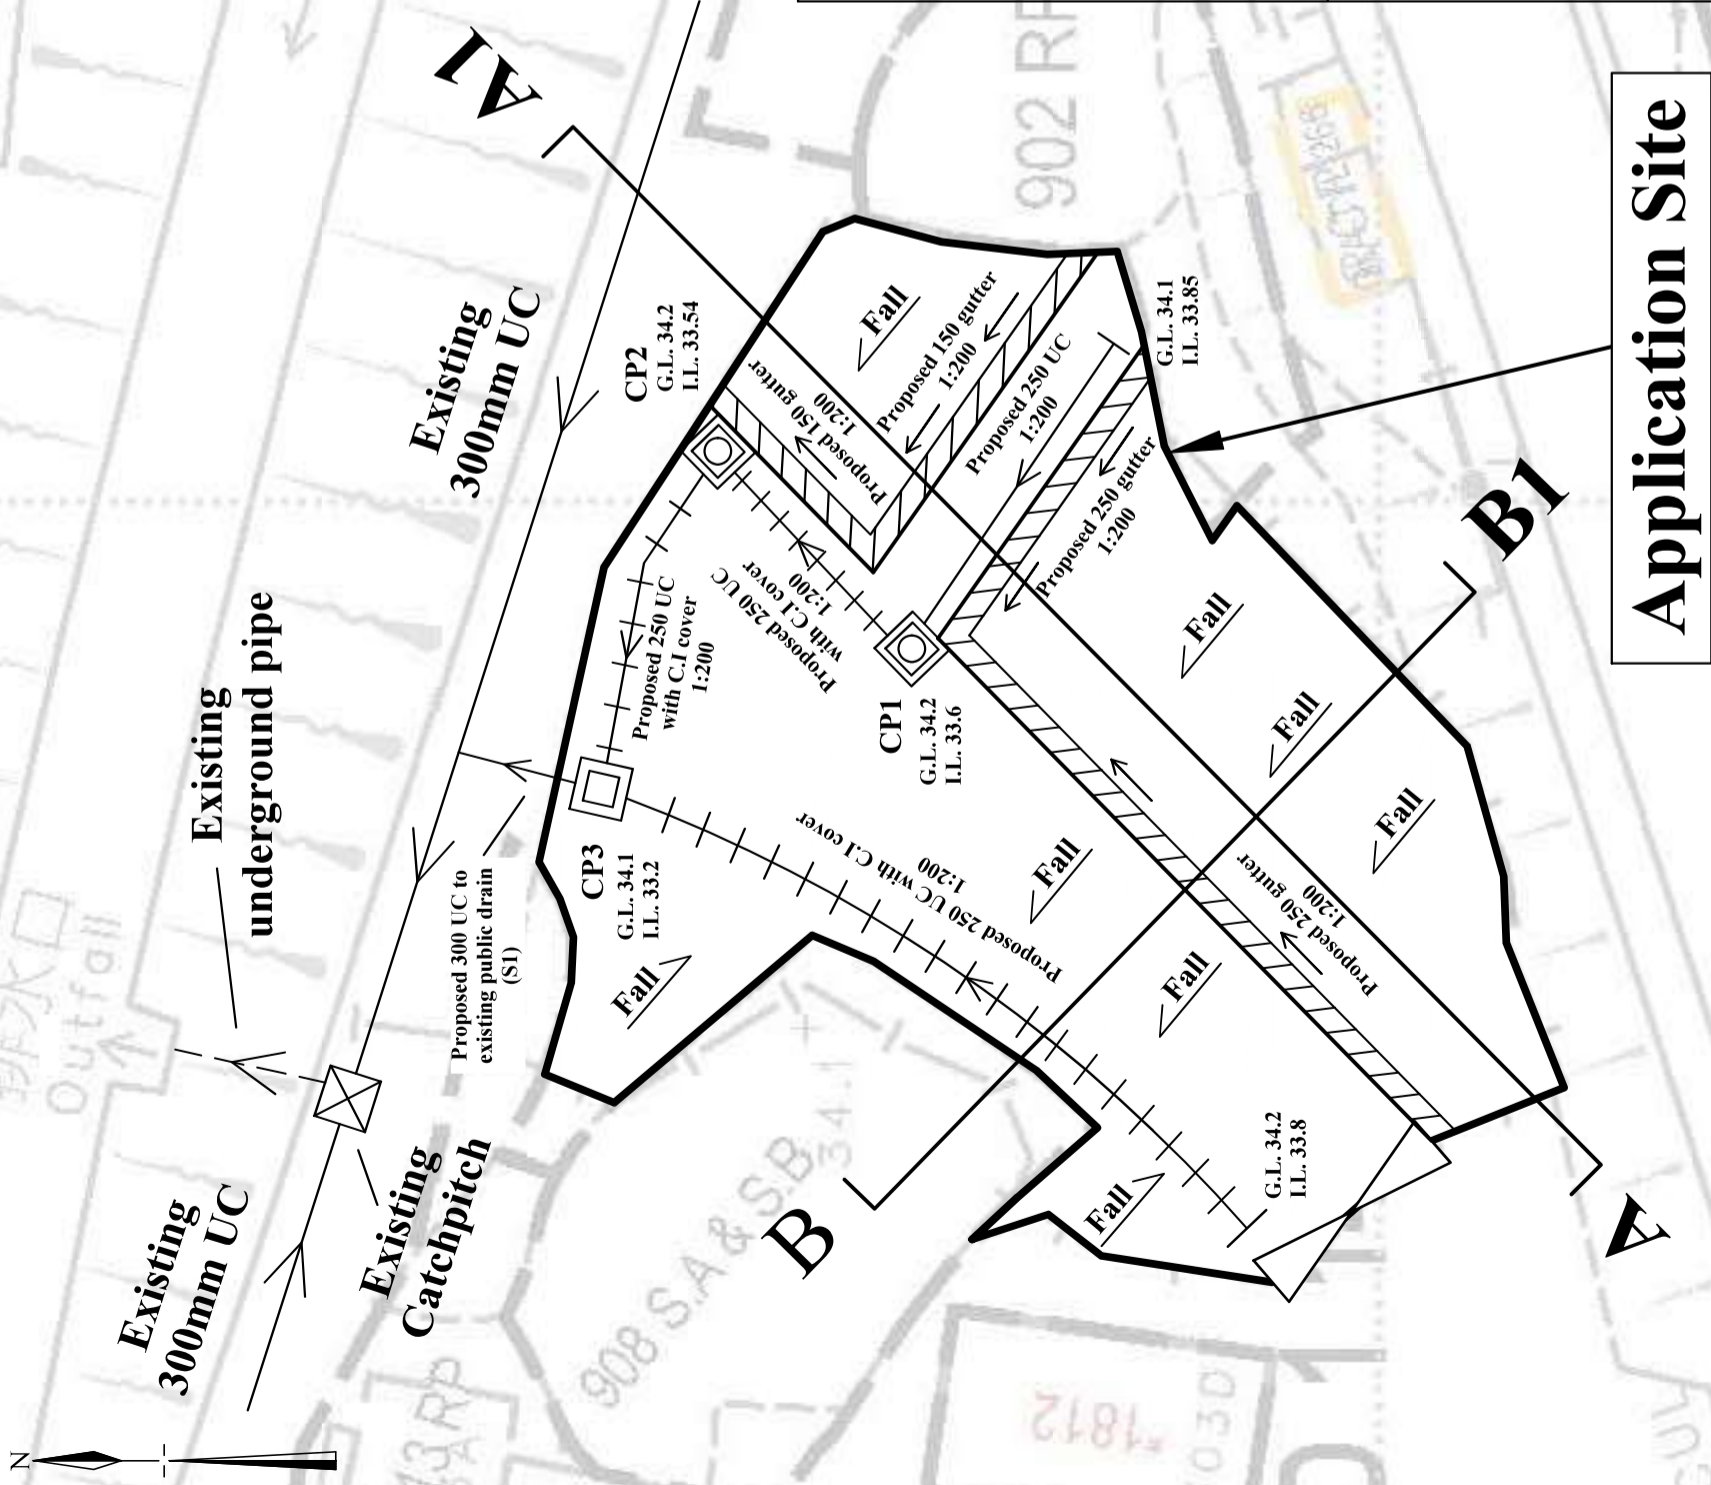 N
A1
902 RP
Existing
300mm UC
Existing
underground pipe
Existing
300mm UC
Existing
Catchpitch
Outfall
CP2
G.L. 34.2
I.L. 33.54
Fall
Proposed 150 gutter
1:200
Proposed 150 gutter
1:200
Proposed 250 UC
1:200
G.L. 34.1
I.L. 33.85
Proposed 250 gutter
1:200
Proposed 250 UC
with C.I cover
1:200
Proposed 250 UC
with C.I cover
1:200
CP1
G.L. 34.2
I.L. 33.6
CP3
G.L. 34.1
I.L. 33.2
Proposed 300 UC to
existing public drain
(S1)
Fall
Proposed 250 UC with C.I cover
1:200
Fall
Fall
Fall
Fall
Fall
Proposed 250 gutter
1:200
Fall
G.L. 34.2
I.L. 33.8
B
B1
A
Application Site
908 S.A & S.B
34.1
1812